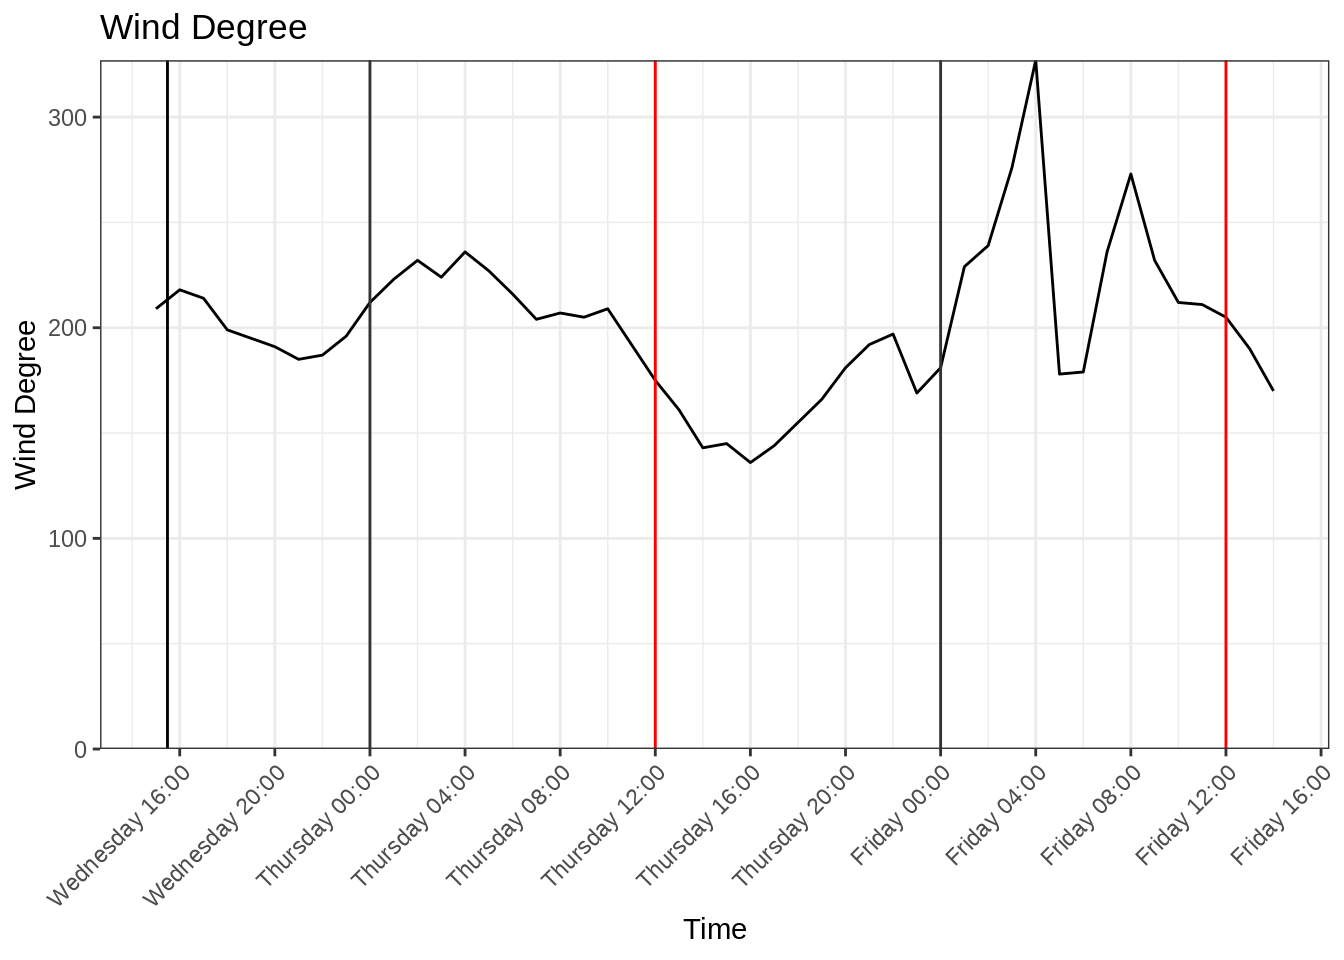 Wind Degree
Wind Degree
300
200
100
0
Wednesday 16:00
Wednesday 20:00
Thursday 00:00
Thursday 04:00
Thursday 08:00
Thursday 12:00
Thursday 16:00
Thursday 20:00
Friday 00:00
Friday 04:00
Friday 08:00
Friday 12:00
Friday 16:00
Time